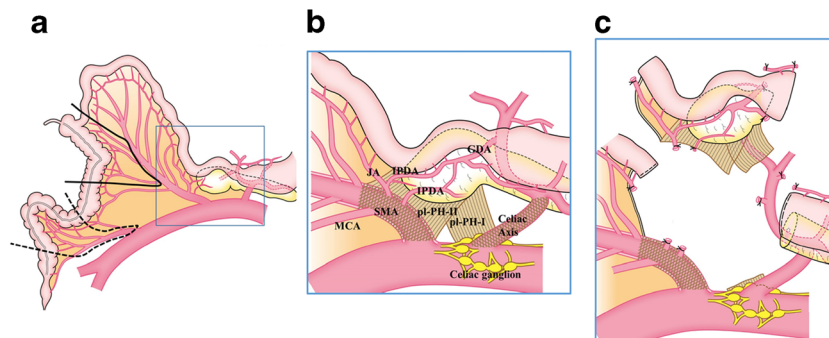 a
b
c
GDA
JA
IPDA
IPDA
SMA
pl-PH-II
pl-PH-I
Celiac
Axis
MCA
Celiac ganglion